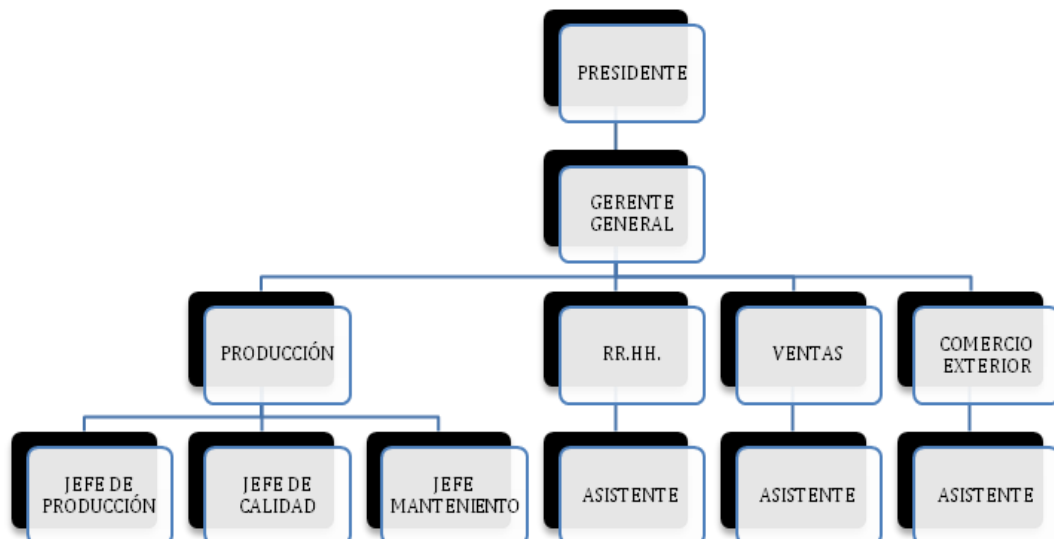 PRESIDENTE
GERENTE
GENERAL
PRODUCCIÓN
RR.HH.
VENTAS
COMERCIO
EXTERIOR
JEFE DE
PRODUCCIÓN
JEFE DE
CALIDAD
JEFE
MANTENIENTO
ASISTENTE
ASISTENTE
ASISTENTE